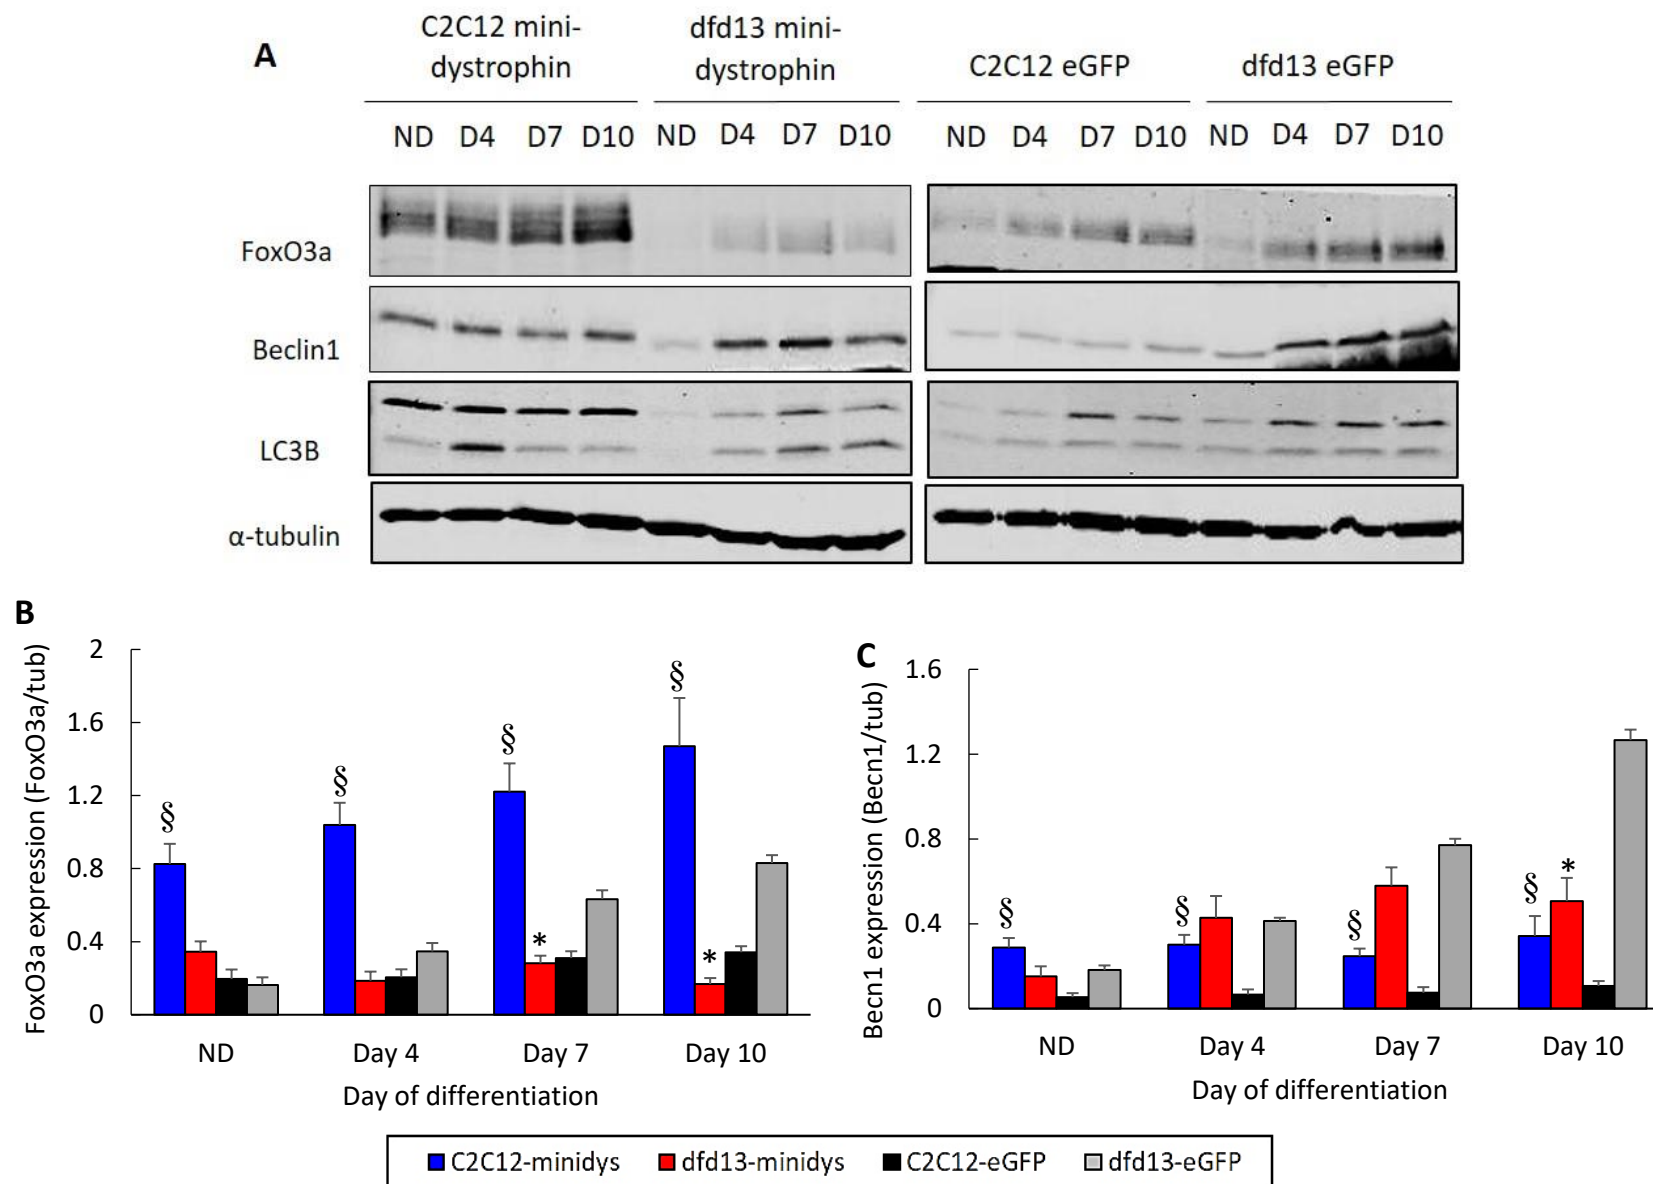 A
C2C12 mini-
dystrophin
dfd13 mini-
dystrophin
C2C12 eGFP
dfd13 eGFP
ND D4 D7 D10 ND D4 D7 D10 ND D4 D7 D10 ND D4 D7 D10
FoxO3a
Beclin1
LC3B
α-tubulin
B
FoxO3a expression (FoxO3a/tub)
2
1.6
1.2
0.8
0.4
0
§ § § §
* *
ND Day 4 Day 7 Day 10
Day of differentiation
C
Becn1 expression (Becn1/tub)
1.6
1.2
0.8
0.4
0
§ § § § *
ND Day 4 Day 7 Day 10
Day of differentiation
C2C12-minidys dfd13-minidys C2C12-eGFP dfd13-eGFP